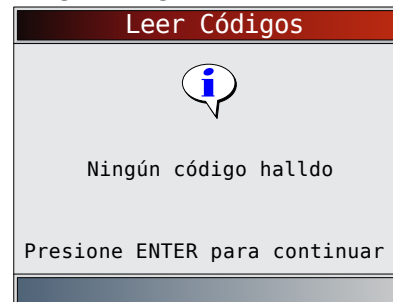 Leer Códigos
i
Ningún código halldo
Presione ENTER para continuar